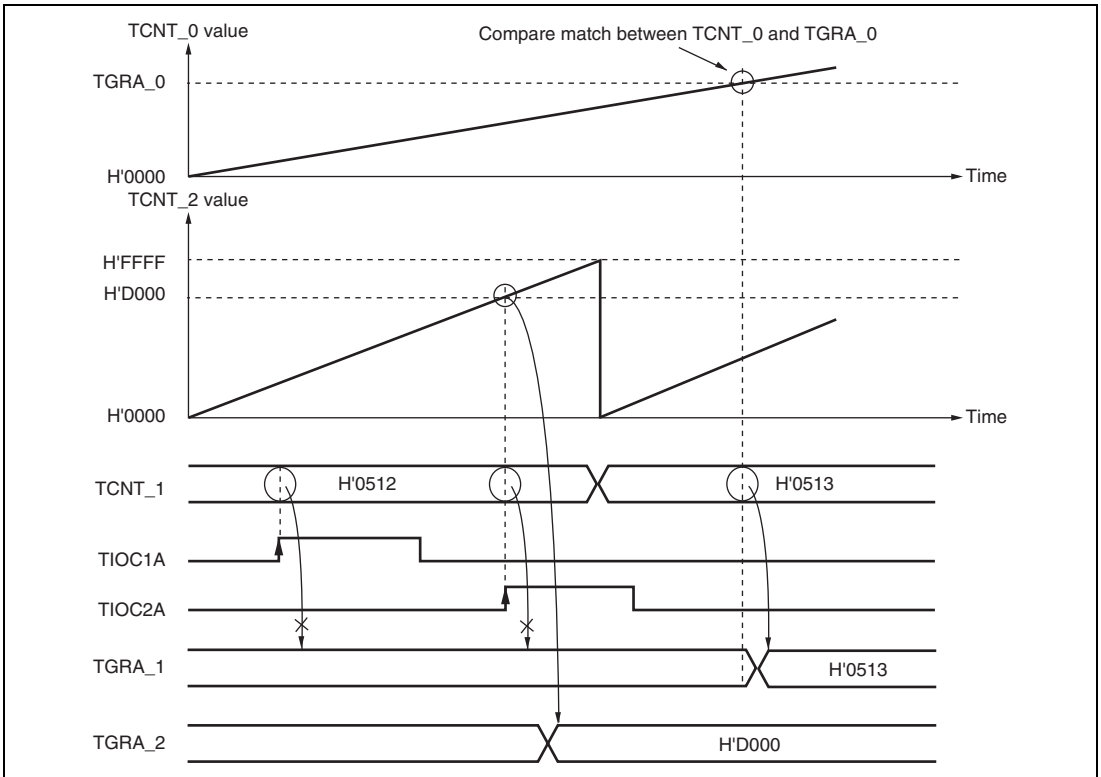 TCNT_0 value
Compare match between TCNT_0 and TGRA_0
TGRA_0
H'0000
Time
TCNT_2 value
H'FFFF
H'D000
H'0000
Time
TCNT_1
H'0512
H'0513
TIOC1A
TIOC2A
TGRA_1
H'0513
TGRA_2
H'D000